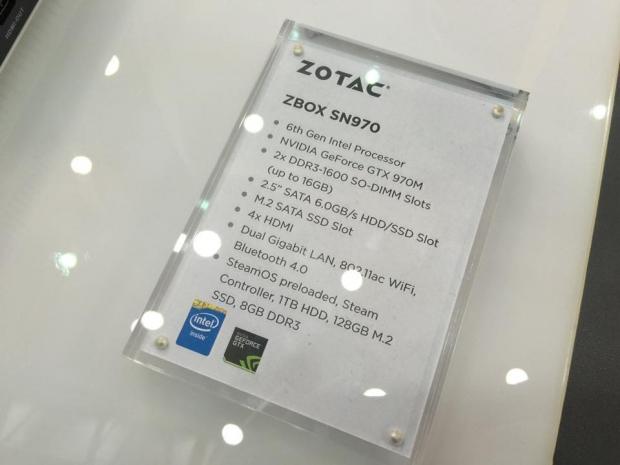 HDMI-OUT
ZOTAC
ZBOX SN970
• 6th Gen Intel Processor
• NVIDIA GeForce GTX 970M
• 2x DDR3-1600 SO-DIMM Slots
(up to 16GB)
• 2.5" SATA 6.0GB/s HDD/SSD Slot
• M.2 SATA SSD Slot
• 4x HDMI
• Dual Gigabit LAN, 802.11ac WiFi,
Bluetooth 4.0
• SteamOS preloaded, Steam
Controller, 1TB HDD, 128GB M.2
SSD, 8GB DDR3
intel
inside
GEFORCE
GTX